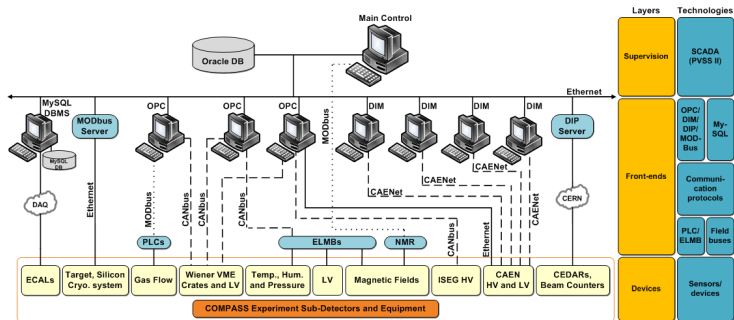 Main Control
Oracle DB
Ethernet
MySQL
DBMS
MODbus
Server
OPC
OPC
OPC
MODbus
DIM
DIM
DIM
DIM
DIP
Server
MySQL
DB
DAQ
Ethernet
MODbus
CANbus
CANbus
CANbus
CANbus
Ethernet
CAENet
CAENet
CAENet
CAENet
CERN
PLCs
ELMBs
NMR
ECALs
Target, Silicon
Cryo. system
Gas Flow
Wiener VME
Crates and LV
Temp., Hum.
and Pressure
LV
Magnetic Fields
ISEG HV
CAEN
HV and LV
CEDARs,
Beam Counters
COMPASS Experiment Sub-Detectors and Equipment
Layers
Technologies
Supervision
SCADA
(PVSS II)
Front-ends
OPC/
DIM/
DIP/
MOD-
Bus
My-
SQL
Communi-
cation
protocols
PLC/
ELMB
Field
buses
Devices
Sensors/
devices